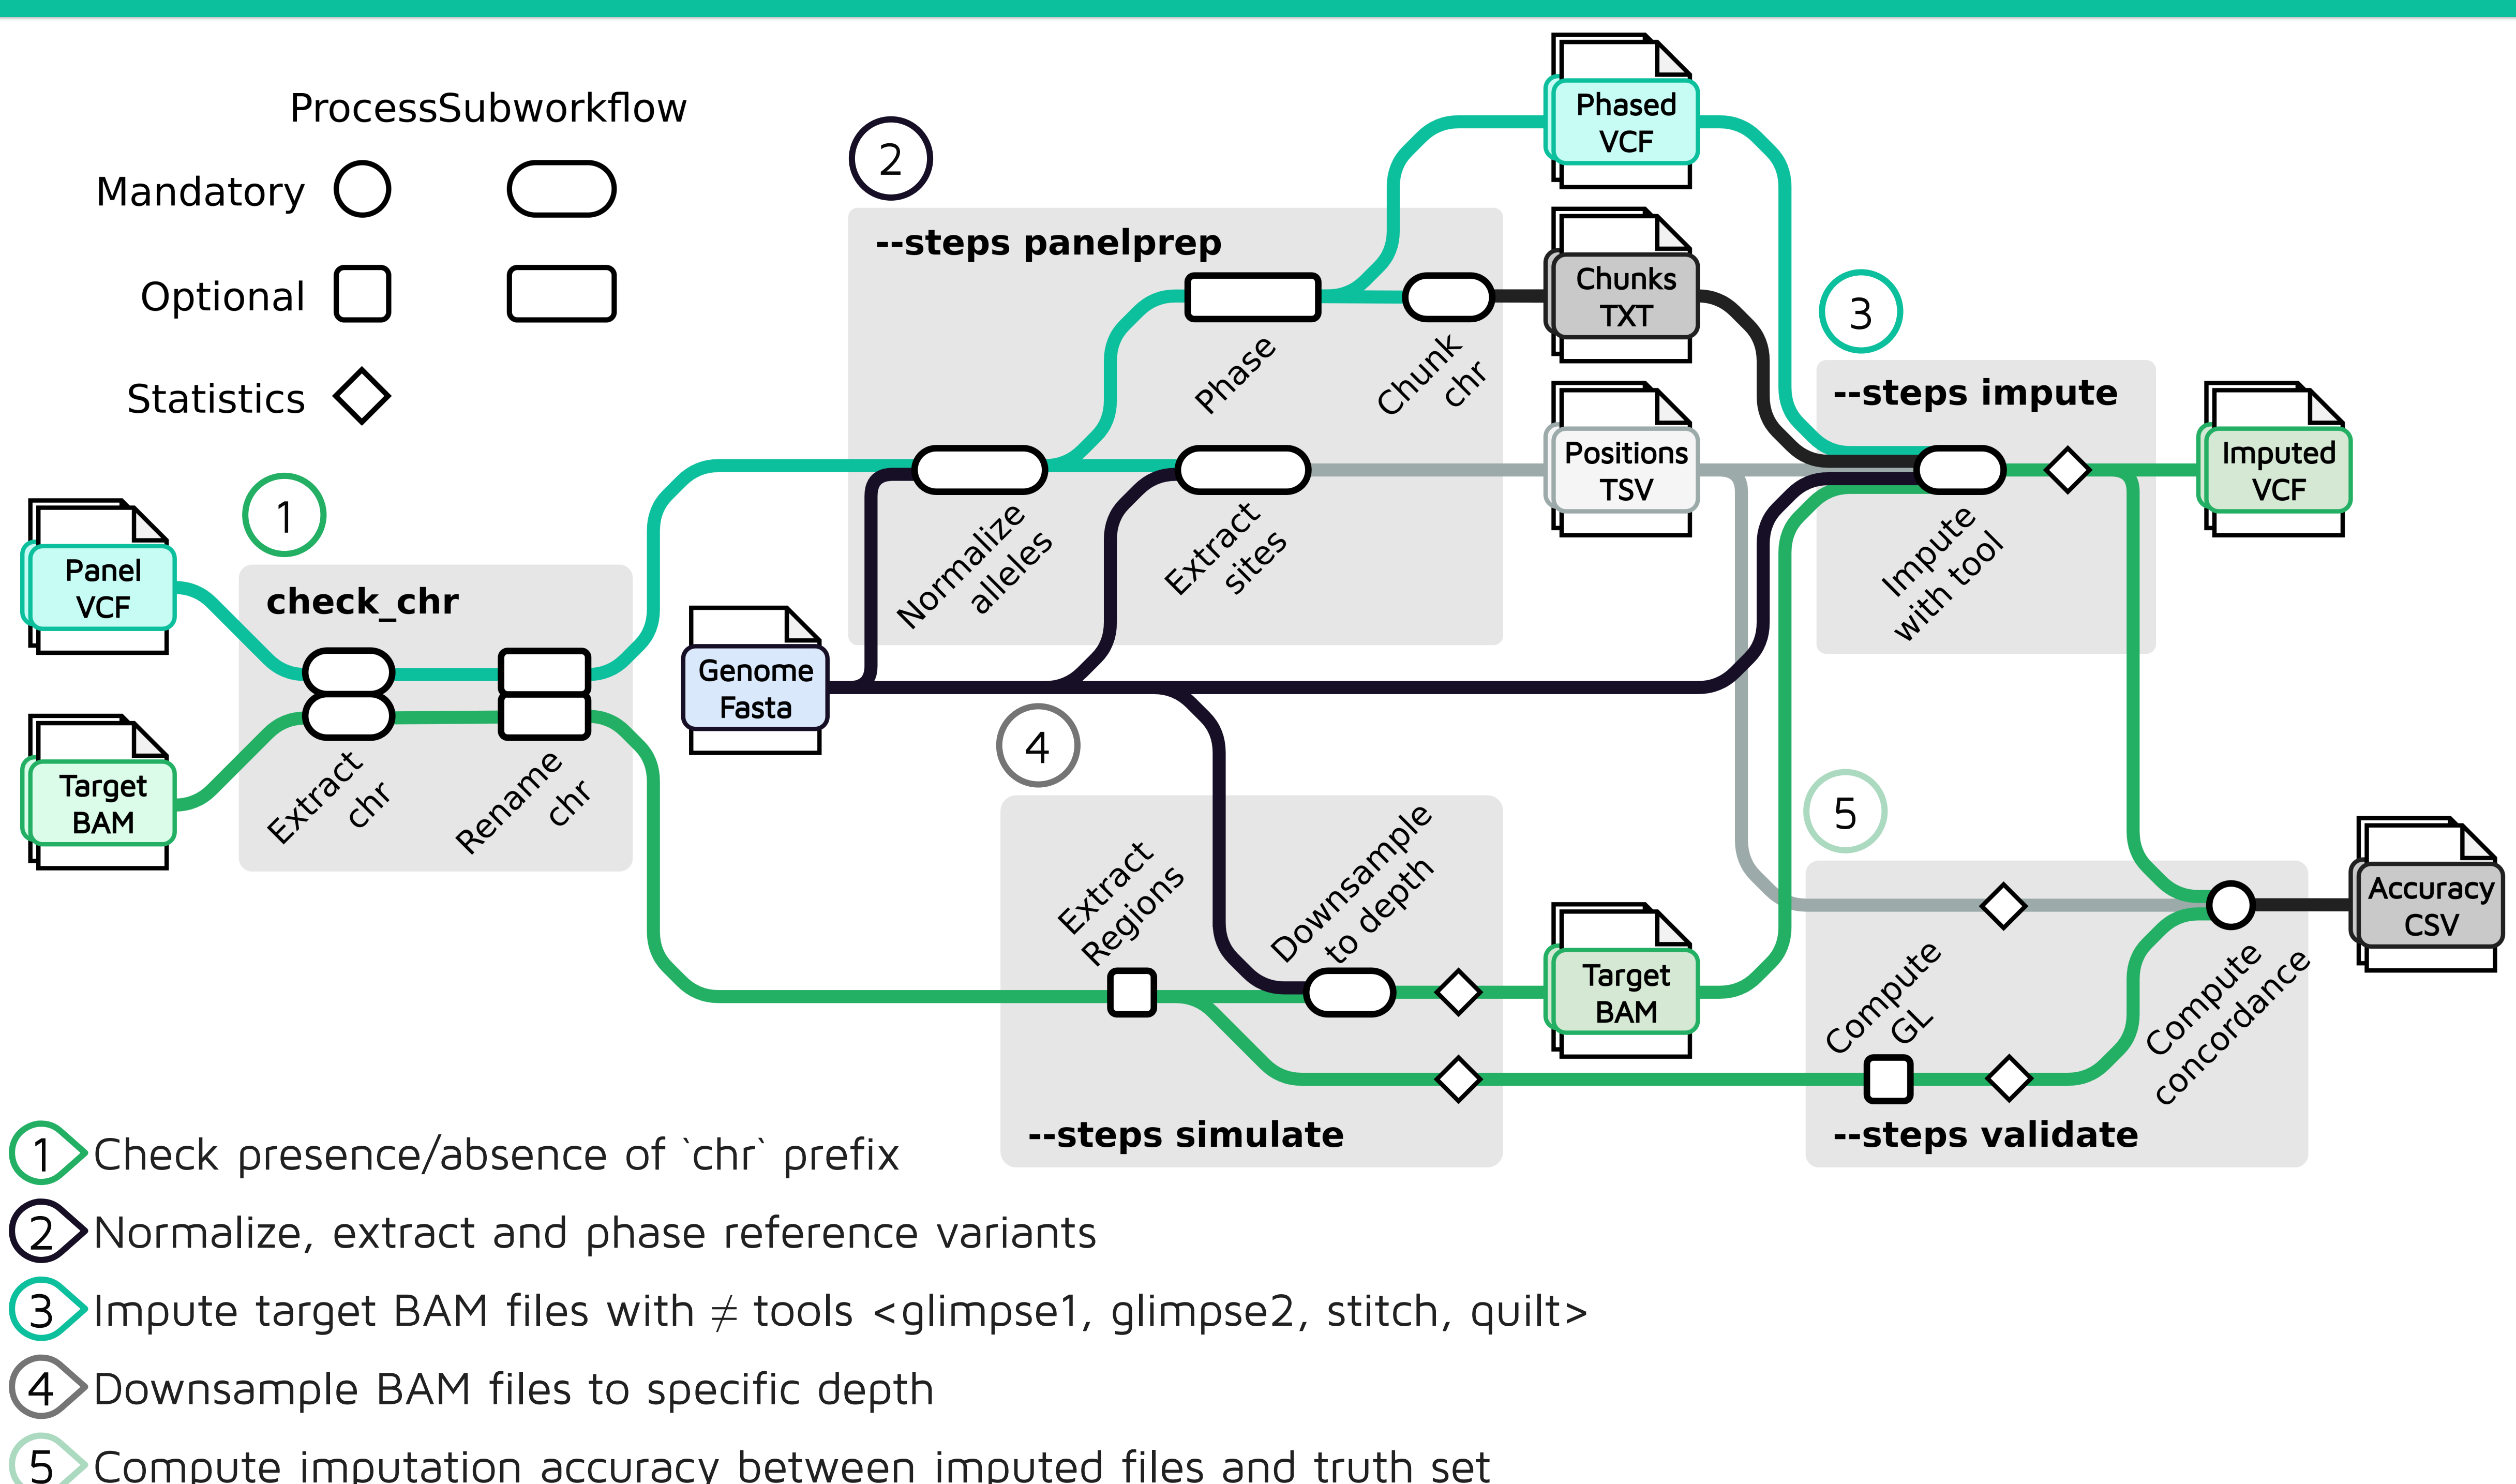 ProcessSubworkflow
Mandatory
Optional
Statistics
1
Panel
VCF
Target
BAM
check_chr
Extract
chr
Rename
chr
2
--steps panelprep
Normalize
alleles
Phase
Chunk
chr
Extract
sites
Genome
Fasta
Phased
VCF
Chunks
TXT
Positions
TSV
3
--steps impute
Impute
with tool
Imputed
VCF
4
Extract
Regions
Downsample
to depth
--steps simulate
Target
BAM
5
Compute
GL
Compute
concordance
--steps validate
Accuracy
CSV
1 Check presence/absence of `chr` prefix
2 Normalize, extract and phase reference variants
3 Impute target BAM files with ≠ tools <glimpse1, glimpse2, stitch, quilt>
4 Downsample BAM files to specific depth
5 Compute imputation accuracy between imputed files and truth set